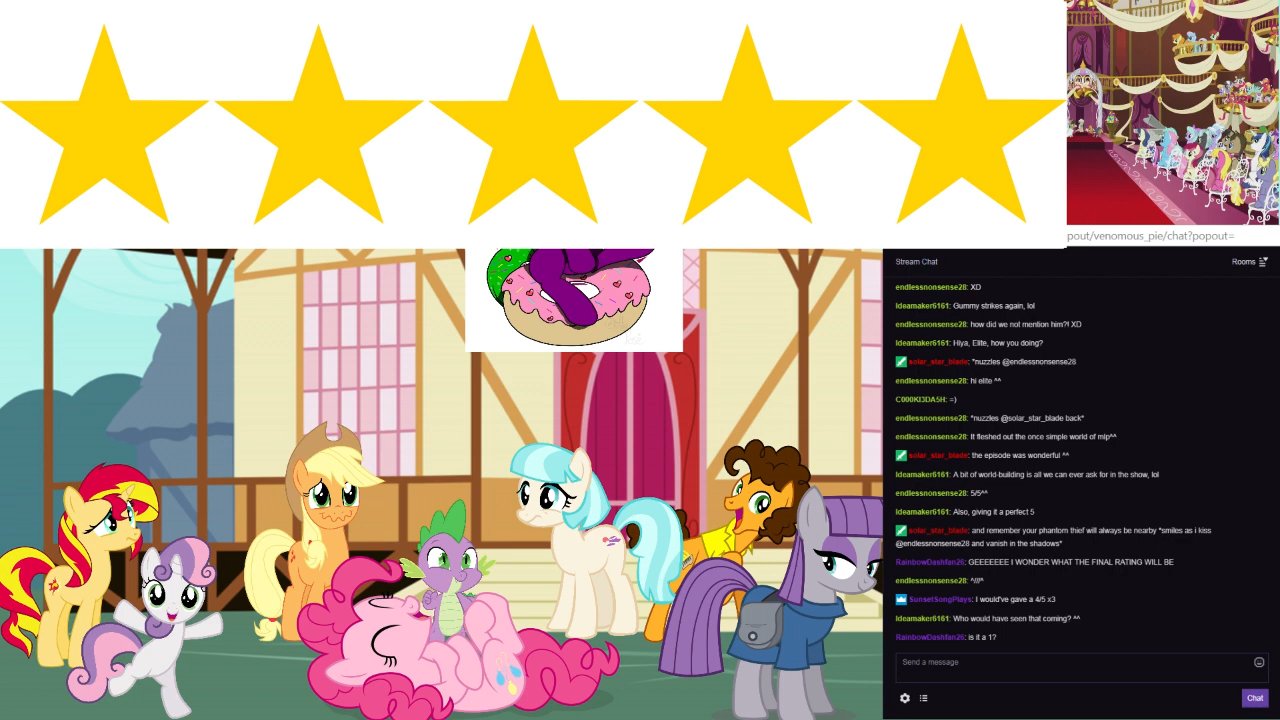 pout/venomous_pie/chat?popout=
Stream Chat
Rooms
endlessnonsense28: XD
Ideamaker6161: Gummy strikes again, lol
endlessnonsense28: how did we not mention him?! XD
Ideamaker6161: Hiya, Elite, how you doing?
solar_star_blade: *nuzzles @endlessnonsense28
endlessnonsense28: hi elite ^^
C000KI3DA5H: =)
endlessnonsense28: *nuzzles @solar_star_blade back*
endlessnonsense28: It fleshed out the once simple world of mlp^^
solar_star_blade: the episode was wonderful ^^
Ideamaker6161: A bit of world-building is all we can ever ask for in the show, lol
endlessnonsense28: 5/5^^
Ideamaker6161: Also, giving it a perfect 5
solar_star_blade: and remember your phantom thief will always be nearby *smiles as i kiss
@endlessnonsense28 and vanish in the shadows*
RainbowDashfan26: GEEEEEEE I WONDER WHAT THE FINAL RATING WILL BE
endlessnonsense28: ^///^
SunsetSongPlays: I would've gave a 4/5 x3
Ideamaker6161: Who would have seen that coming? ^^
RainbowDashfan26: is it a 1?
Send a message
Chat